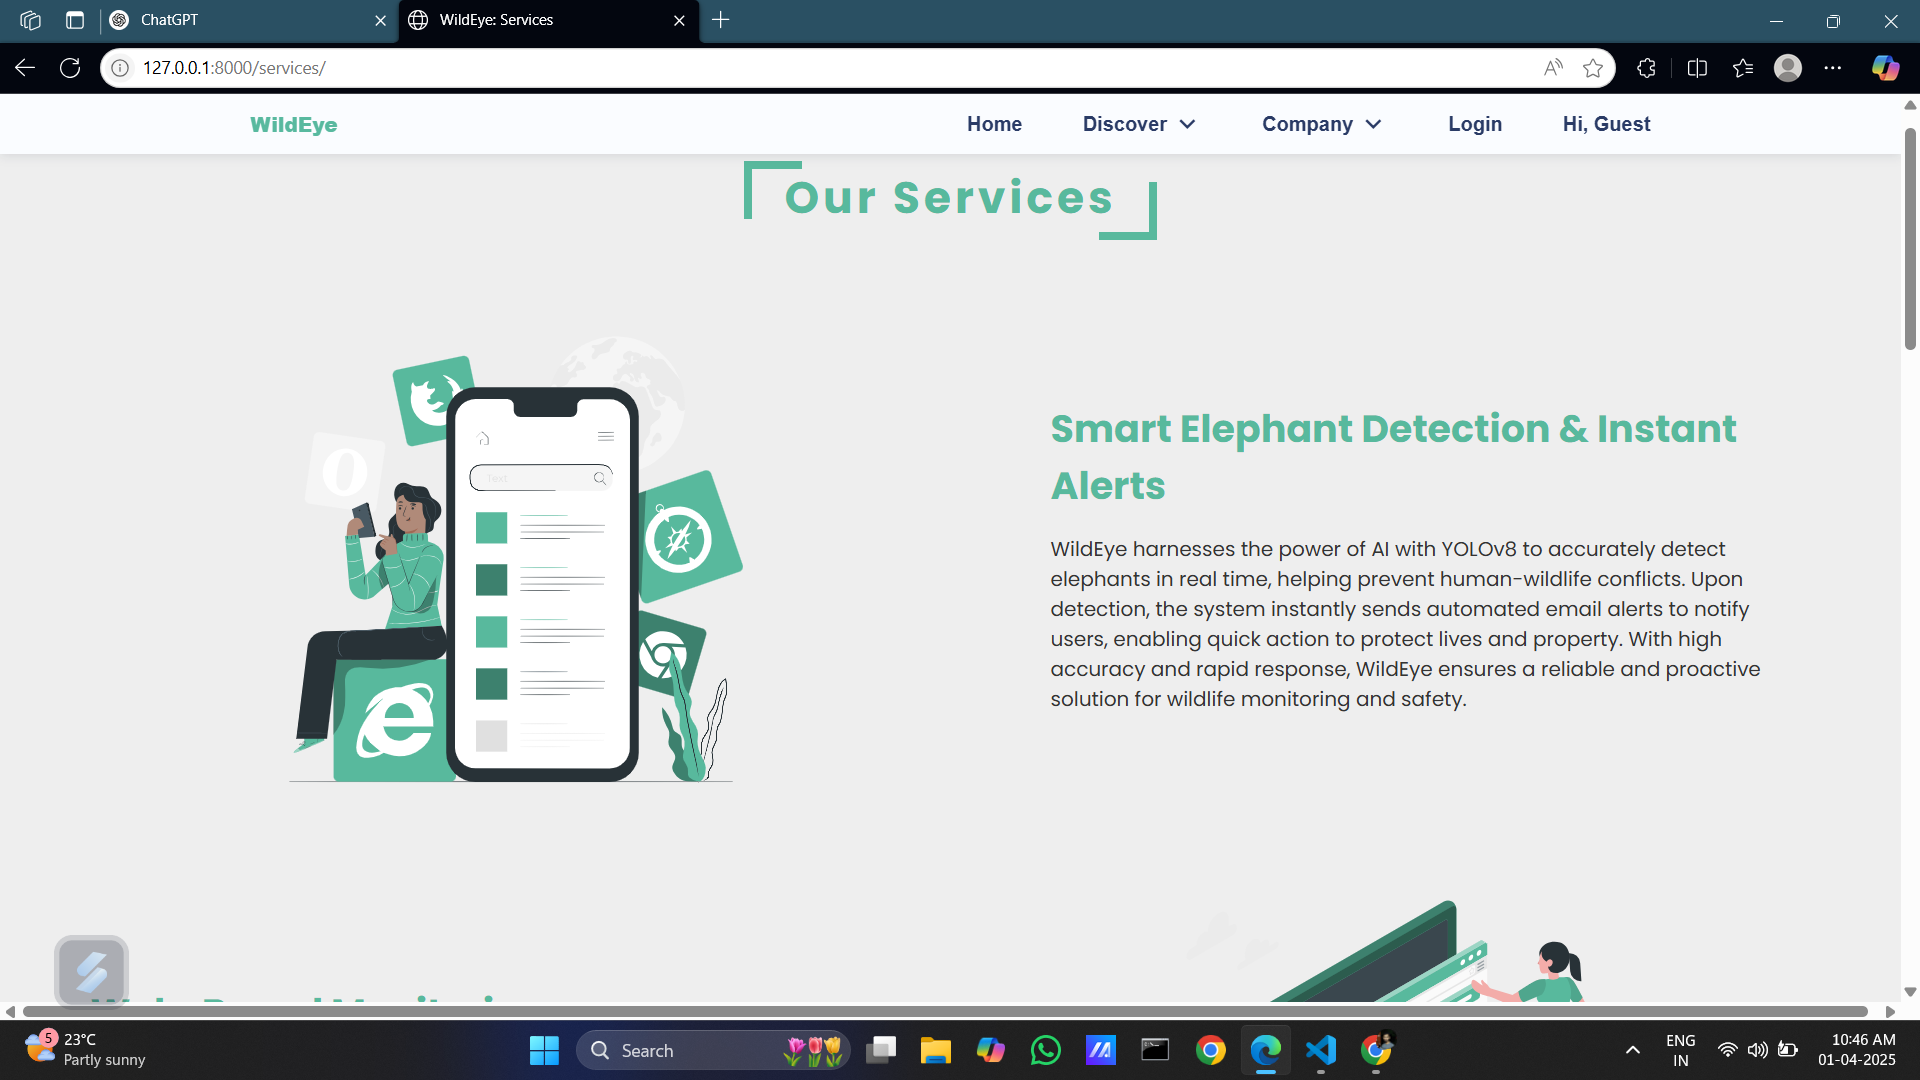 ChatGPT
WildEye: Services
127.0.0.1:8000/services/
WildEye
Home
Discover
Company
Login
Hi, Guest
Our Services
Smart Elephant Detection & Instant
Alerts
WildEye harnesses the power of AI with YOLOv8 to accurately detect
elephants in real time, helping prevent human-wildlife conflicts. Upon
detection, the system instantly sends automated email alerts to notify
users, enabling quick action to protect lives and property. With high
accuracy and rapid response, WildEye ensures a reliable and proactive
solution for wildlife monitoring and safety.
Text
5
23°C
Partly sunny
Search
ENG
IN
10:46 AM
01-04-2025